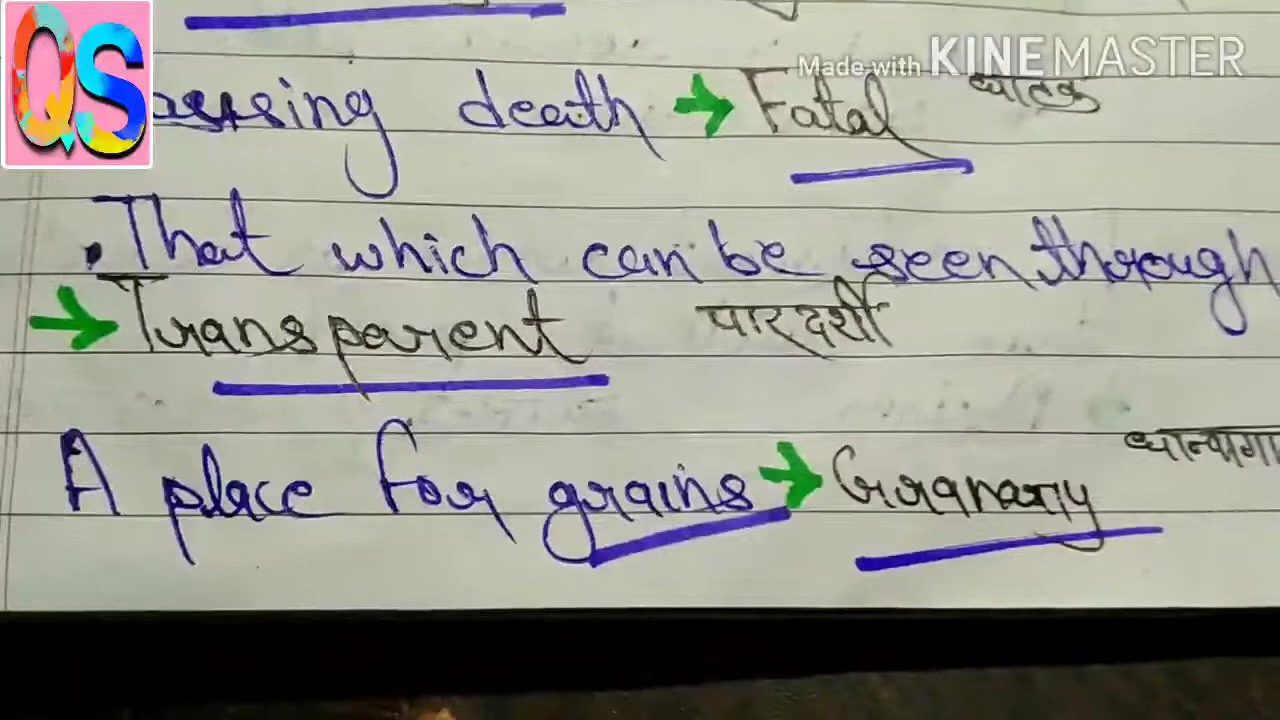 QS
Made with KINEMASTER
causing death → Fatal घातक
. That which can be seen through
→ Transparent पारदर्शी
A place for grains → Granary धान्यागा